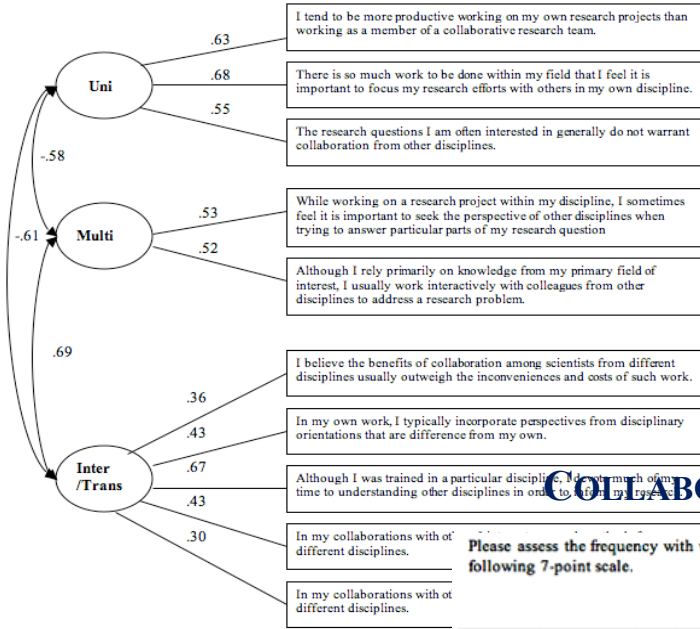 I tend to be more productive working on my own research projects than
working as a member of a collaborative research team.
.63
Uni
.68
There is so much work to be done within my field that I feel it is
important to focus my research efforts with others in my own discipline.
.55
The research questions I am often interested in generally do not warrant
collaboration from other disciplines.
-.58
While working on a research project within my discipline, I sometimes
feel it is important to seek the perspective of other disciplines when
trying to answer particular parts of my research question
.53
-.61
Multi
.52
Although I rely primarily on knowledge from my primary field of
interest, I usually work interactively with colleagues from other
disciplines to address a research problem.
.69
I believe the benefits of collaboration among scientists from different
disciplines usually outweigh the inconveniences and costs of such work.
.36
In my own work, I typically incorporate perspectives from disciplinary
orientations that are difference from my own.
.43
Inter
/Trans
.67
Although I was trained in a particular discipline, I devote much of my
time to understanding other disciplines in order to inform my research.
COLLABO
.43
In my collaborations with ot
different disciplines.
.30
Please assess the frequency with
following 7-point scale.
In my collaborations with ot
different disciplines.